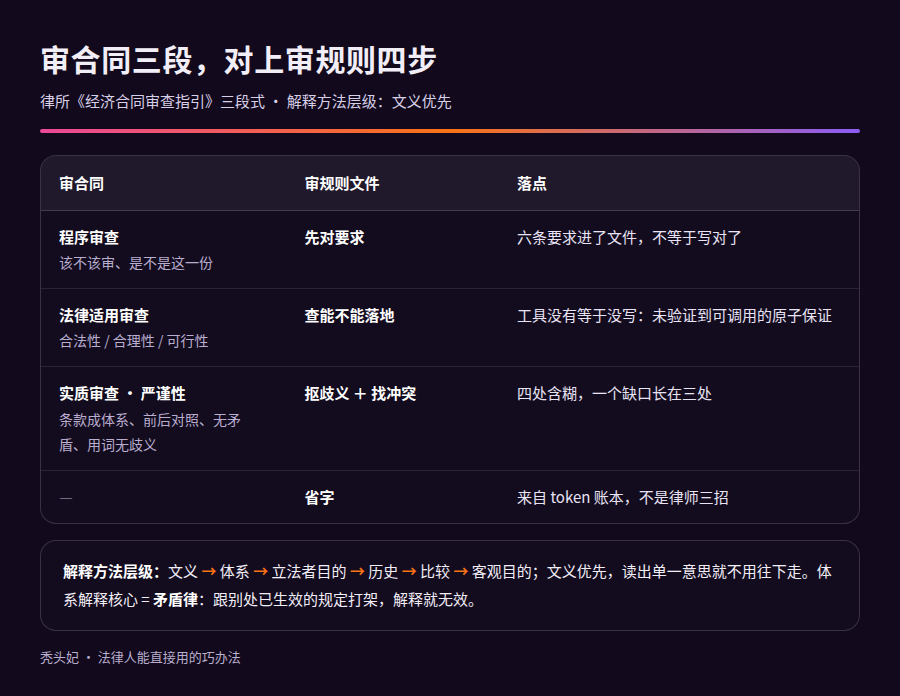 审合同三段，对上审规则四步
律所《经济合同审查指引》三段式 · 解释方法层级：文义优先
审合同 审规则文件 落点
程序审查 先对要求 六条要求进了文件，不等于写对了
该不该审、是不是这一份
法律适用审查 查能不能落地 工具没有等于没写：未验证到可调用的原子保证
合法性 / 合理性 / 可行性
实质审查 · 严谨性 抠歧义 + 找冲突 四处含糊，一个缺口长在三处
条款成体系、前后对照、无矛
盾、用词无歧义
— 省字 来自 token 账本，不是律师三招
解释方法层级：文义 → 体系 → 立法者目的 → 历史 → 比较 → 客观目的；文义优先，读出单一意思就不用往下走。体
系解释核心 = 矛盾律：跟别处已生效的规定打架，解释就无效。
秃头妃 · 法律人能直接用的巧办法